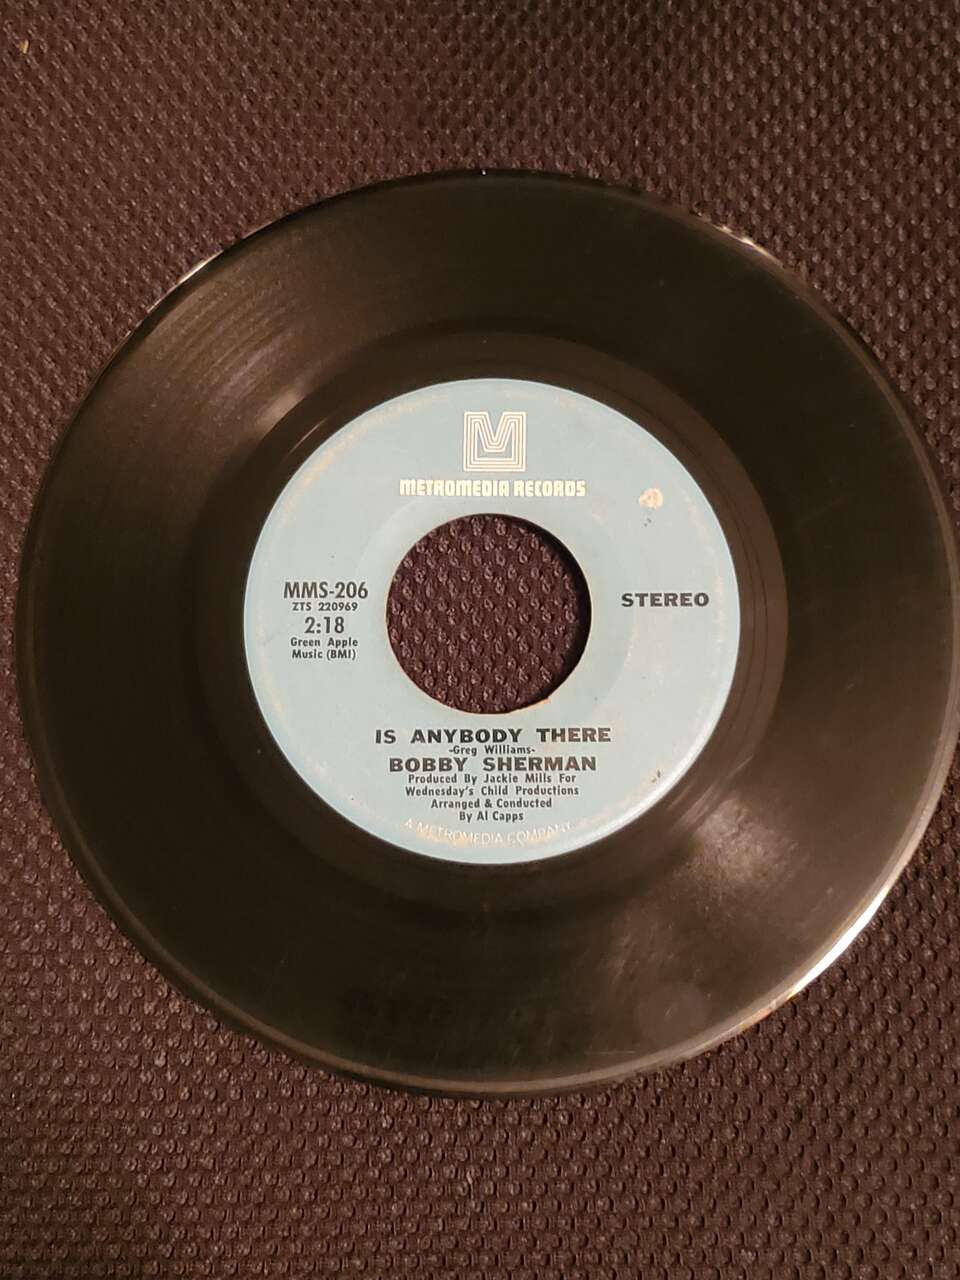 METROMEDIA RECORDS
MMS-206
ZTS 220969
2:18
Green Apple
Music (BMI)
STEREO
IS ANYBODY THERE
-Greg Williams-
BOBBY SHERMAN
Produced By Jackie Mills For
Wednesday's Child Productions
Arranged & Conducted
By Al Capps
A METROMEDIA COMPANY